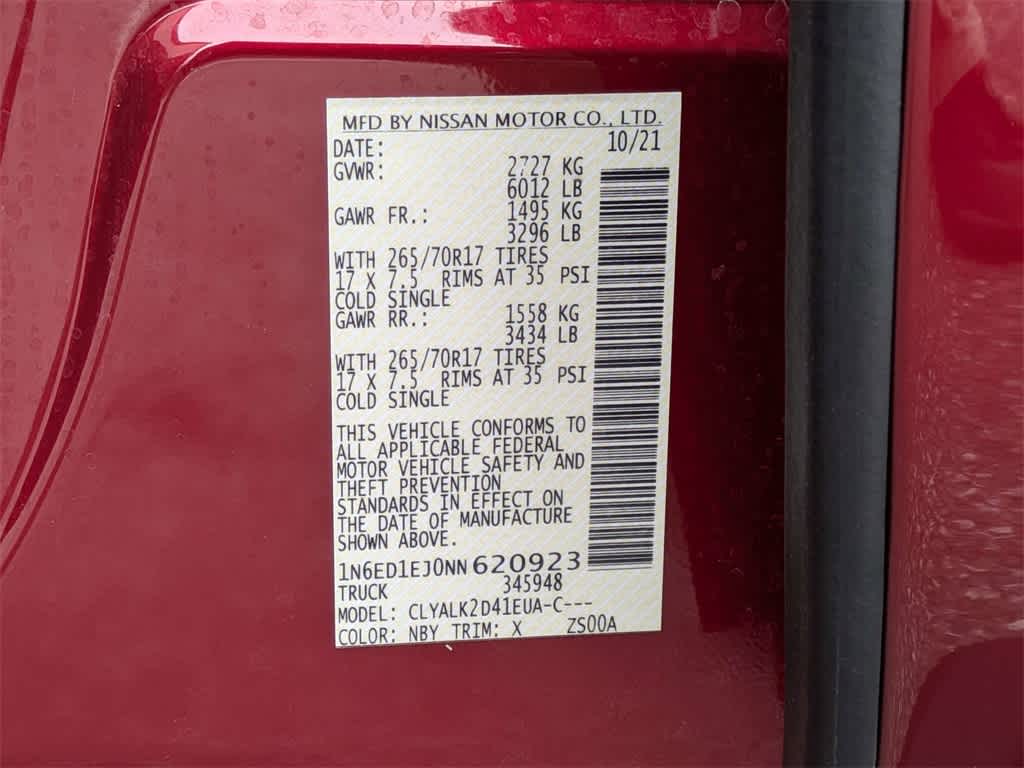 MFD BY NISSAN MOTOR CO., LTD.
DATE: 10/21
GVWR: 2727 KG
6012 LB
GAWR FR.: 1495 KG
3296 LB
WITH 265/70R17 TIRES
17 X 7.5 RIMS AT 35 PSI
COLD SINGLE
GAWR RR.: 1558 KG
3434 LB
WITH 265/70R17 TIRES
17 X 7.5 RIMS AT 35 PSI
COLD SINGLE
THIS VEHICLE CONFORMS TO
ALL APPLICABLE FEDERAL
MOTOR VEHICLE SAFETY AND
THEFT PREVENTION
STANDARDS IN EFFECT ON
THE DATE OF MANUFACTURE
SHOWN ABOVE.
1N6ED1EJ0NN620923
TRUCK 345948
MODEL: CLYALK2D41EUA-C---
COLOR: NBY TRIM: X ZS00A